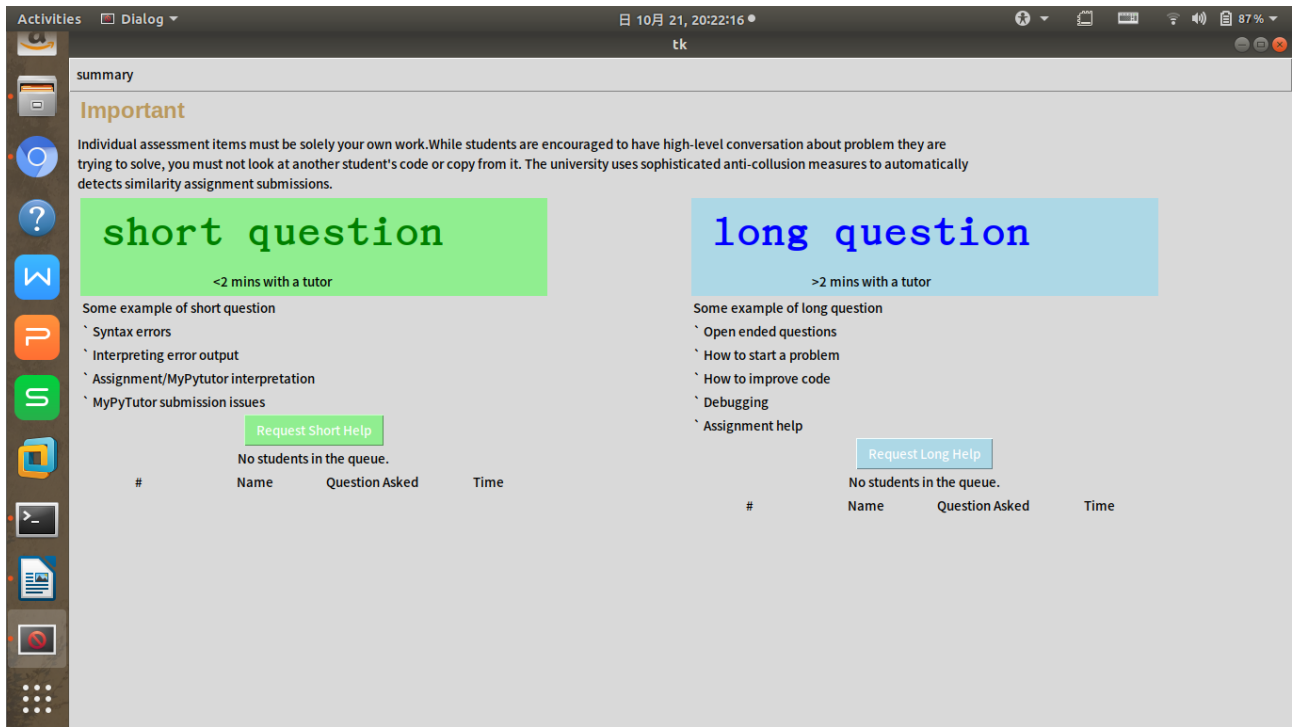 Activities Dialog 日 10月 21, 20:22:16 87%
tk
summary
Important
Individual assessment items must be solely your own work.While students are encouraged to have high-level conversation about problem they are
trying to solve, you must not look at another student's code or copy from it. The university uses sophisticated anti-collusion measures to automatically
detects similarity assignment submissions.
short question
<2 mins with a tutor
Some example of short question
` Syntax errors
` Interpreting error output
` Assignment/MyPytutor interpretation
` MyPyTutor submission issues
Request Short Help
No students in the queue.
# Name Question Asked Time
long question
>2 mins with a tutor
Some example of long question
` Open ended questions
` How to start a problem
` How to improve code
` Debugging
` Assignment help
Request Long Help
No students in the queue.
# Name Question Asked Time